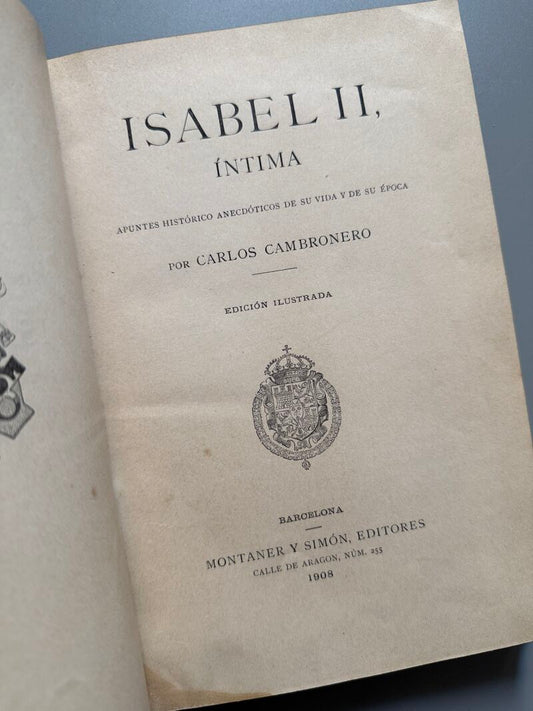 ISABEL II,
ÍNTIMA
APUNTES HISTÓRICO ANECDÓTICOS DE SU VIDA Y DE SU ÉPOCA
POR CARLOS CAMBRONERO
EDICIÓN ILUSTRADA
BARCELONA
MONTANER Y SIMÓN, EDITORES
CALLE DE ARAGON, NÚM. 255
1908